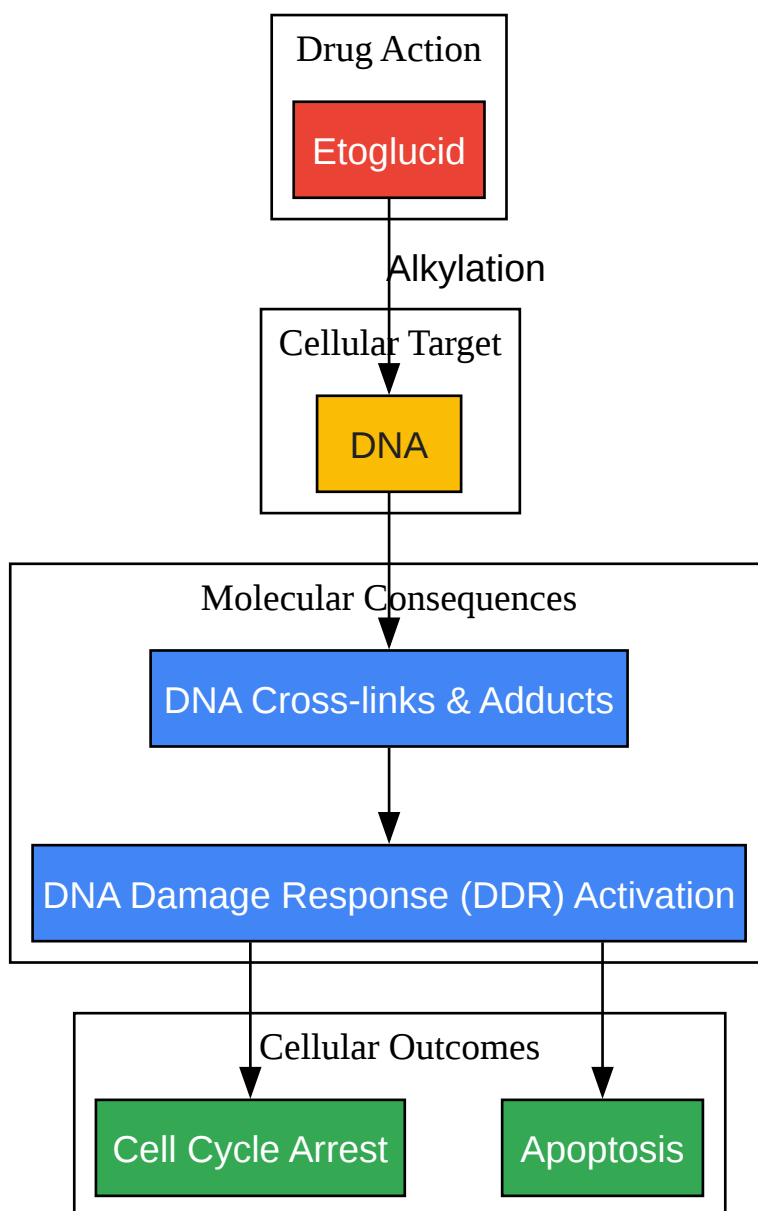 Drug Action
Etoglucid
Alkylation
Cellular Target
DNA
Molecular Consequences
DNA Cross-links & Adducts
DNA Damage Response (DDR) Activation
Cellular Outcomes
Cell Cycle Arrest
Apoptosis